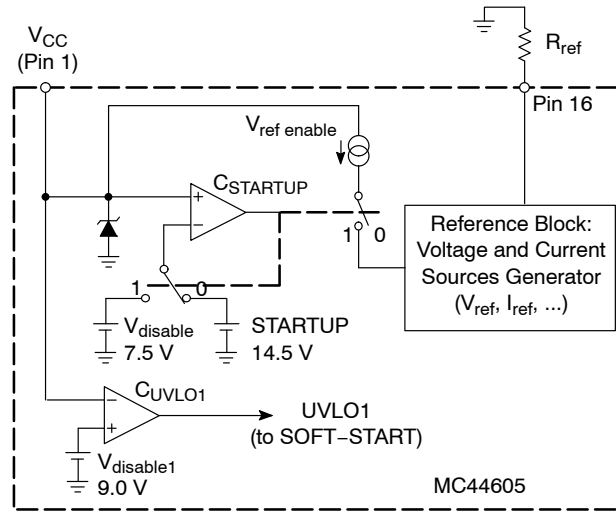 V_CC
(Pin 1)
R_ref
Pin 16
V_ref enable
C_STARTUP
+
−
1 0
Reference Block:
Voltage and Current
Sources Generator
(V_ref, I_ref, ...)
1 0
V_disable
7.5 V
STARTUP
14.5 V
C_UVLO1
−
+
UVLO1
(to SOFT−START)
V_disable1
9.0 V
MC44605